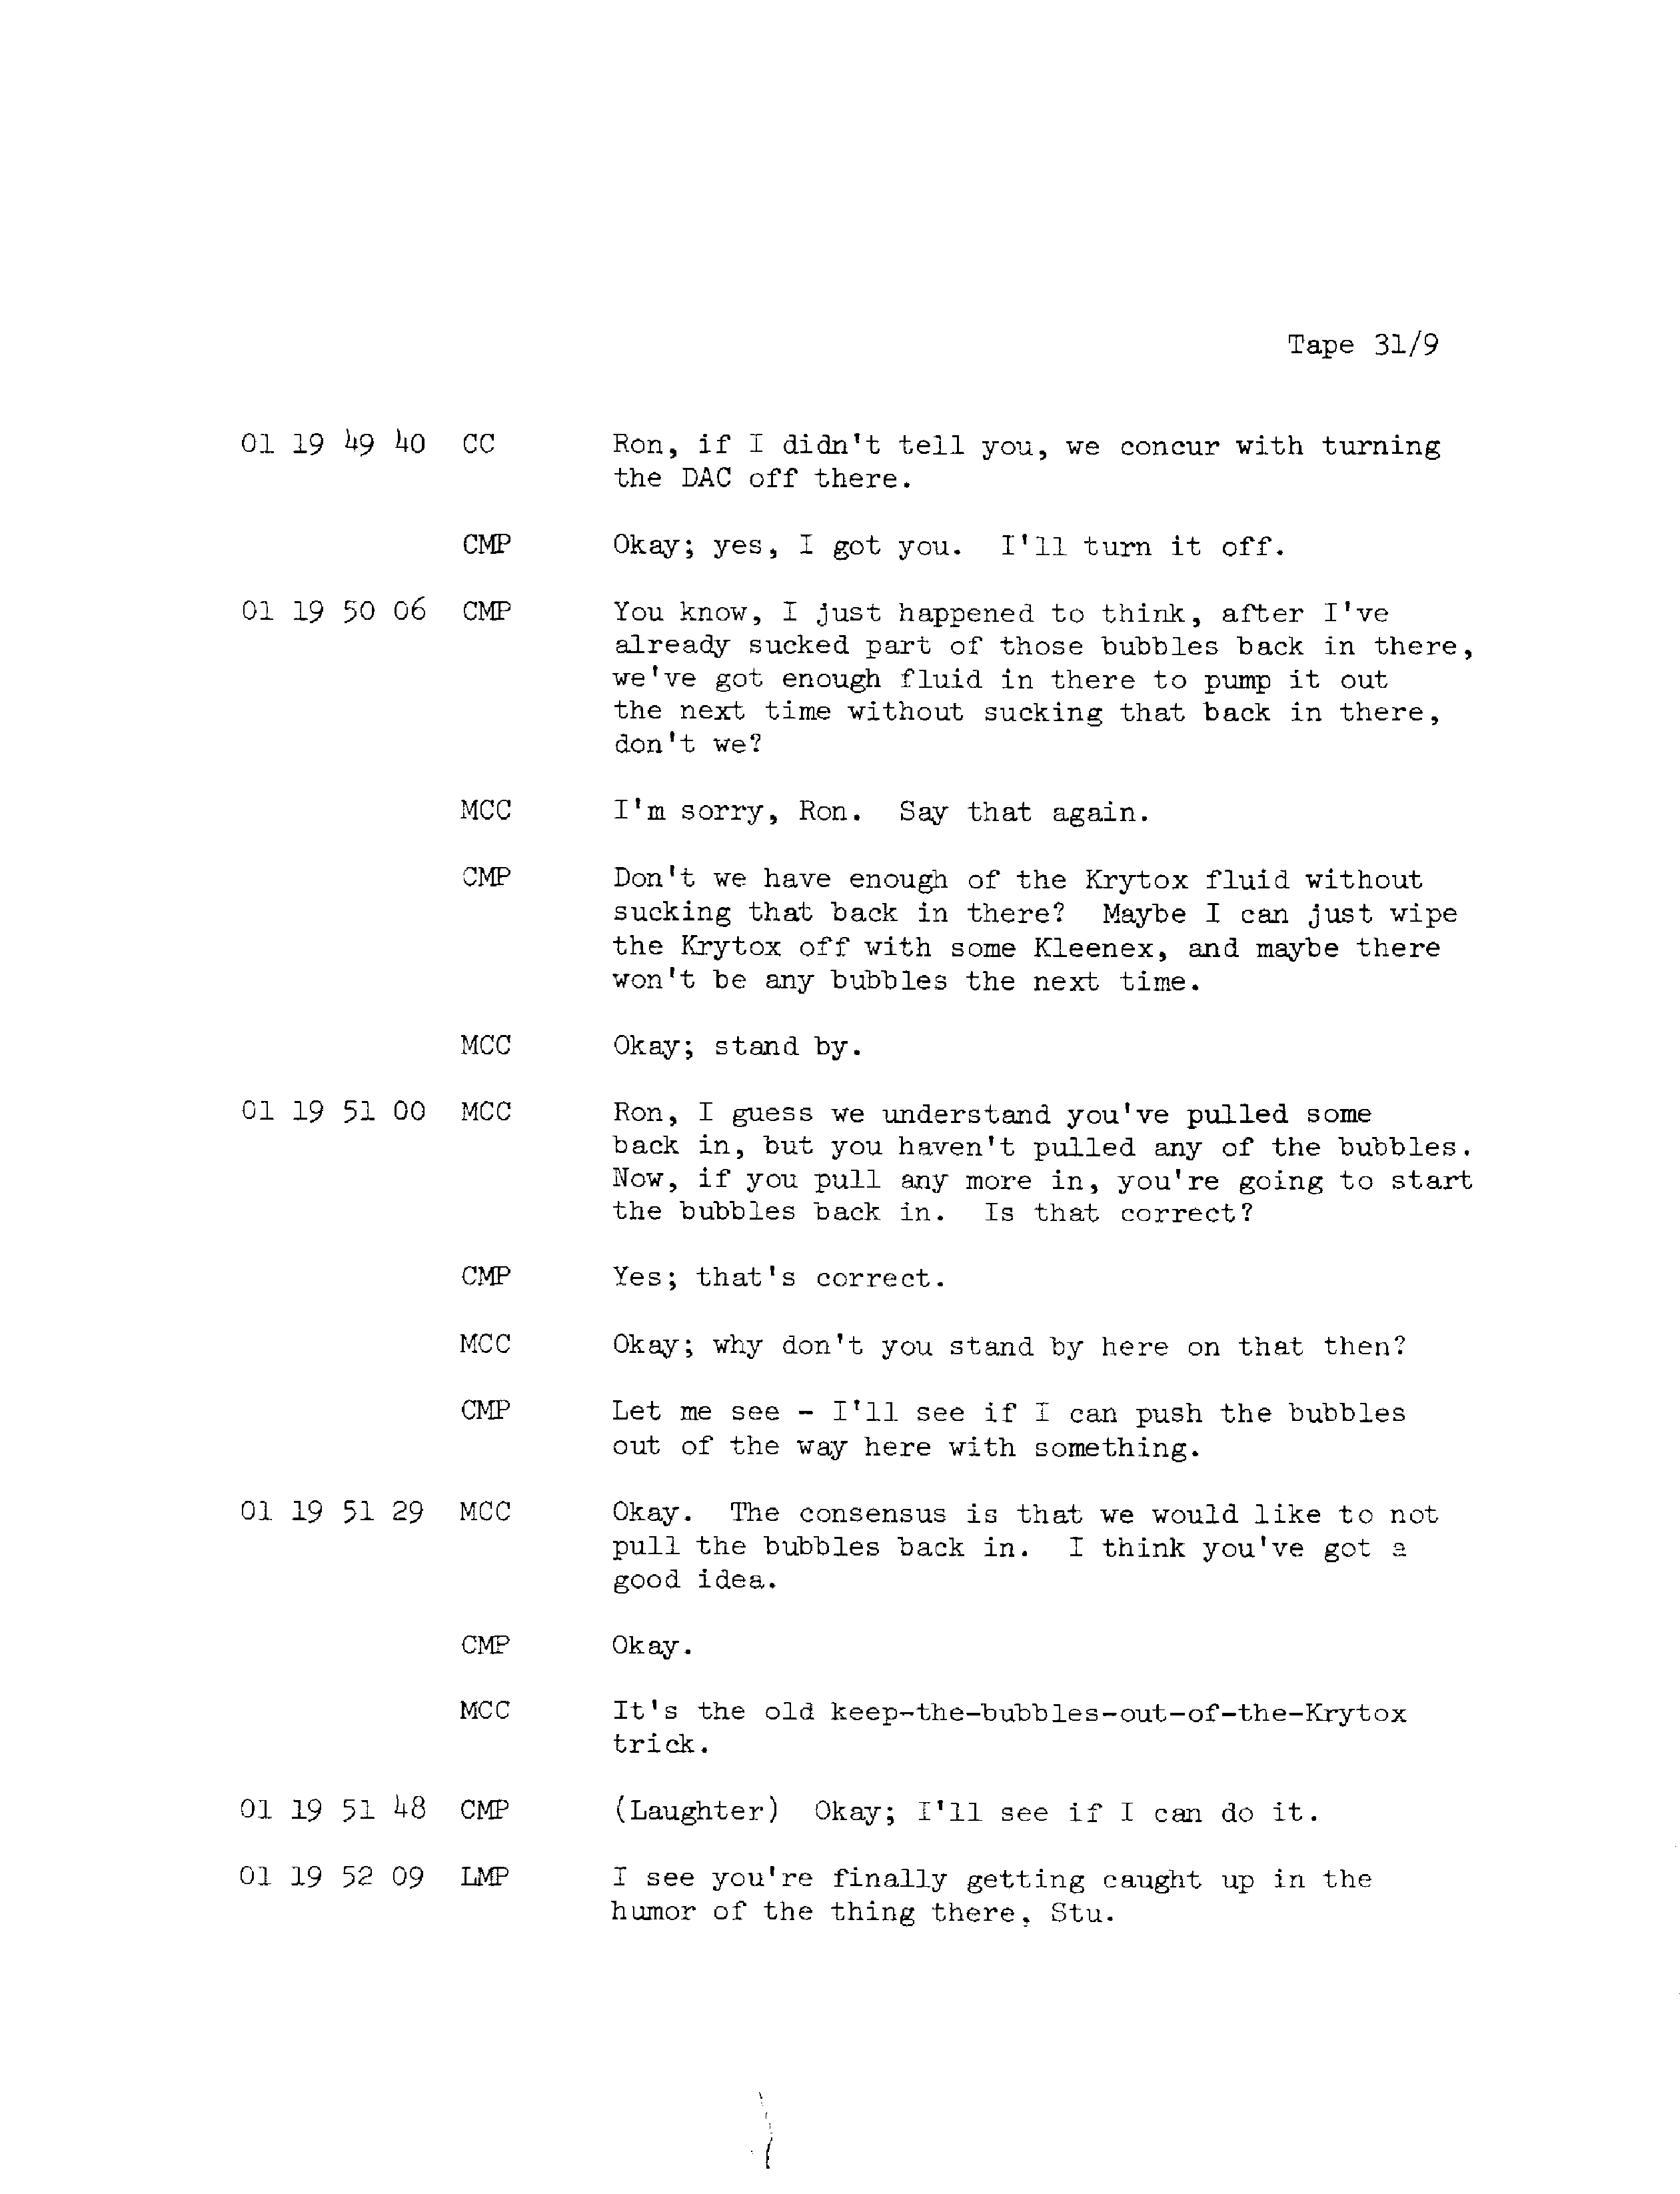 Tape 31/9
01 19 49 40 CC Ron, if I didn't tell you, we concur with turning
the DAC off there.
CMP Okay; yes, I got you. I'll turn it off.
01 19 50 06 CMP You know, I just happened to think, after I've
already sucked part of those bubbles back in there,
we've got enough fluid in there to pump it out
the next time without sucking that back in there,
don't we?
MCC I'm sorry, Ron. Say that again.
CMP Don't we have enough of the Krytox fluid without
sucking that back in there? Maybe I can just wipe
the Krytox off with some Kleenex, and maybe there
won't be any bubbles the next time.
MCC Okay; stand by.
01 19 51 00 MCC Ron, I guess we understand you've pulled some
back in, but you haven't pulled any of the bubbles.
Now, if you pull any more in, you're going to start
the bubbles back in. Is that correct?
CMP Yes; that's correct.
MCC Okay; why don't you stand by here on that then?
CMP Let me see - I'll see if I can push the bubbles
out of the way here with something.
01 19 51 29 MCC Okay. The consensus is that we would like to not
pull the bubbles back in. I think you've got a
good idea.
CMP Okay.
MCC It's the old keep-the-bubbles-out-of-the-Krytox
trick.
01 19 51 48 CMP (Laughter) Okay; I'll see if I can do it.
01 19 52 09 LMP I see you're finally getting caught up in the
humor of the thing there, Stu.